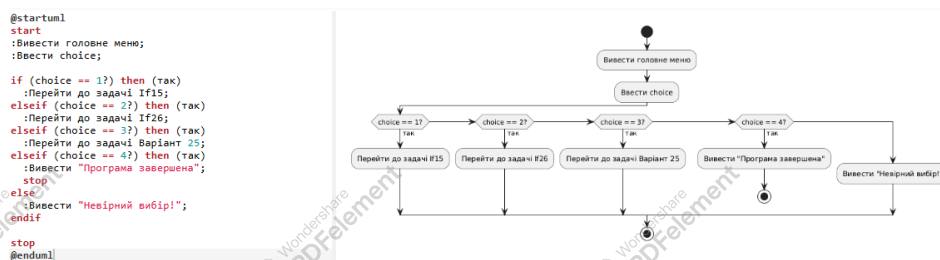 @startuml
start
:Вивести головне меню;
:Ввести choice;
if (choice == 1?) then (так)
:Перейти до задачі If15;
elseif (choice == 2?) then (так)
:Перейти до задачі If26;
elseif (choice == 3?) then (так)
:Перейти до задачі Варіант 25;
elseif (choice == 4?) then (так)
:Вивести "Програма завершена";
stop
else
:Вивести "Невірний вибір!";
endif
stop
@enduml
Вивести головне меню
Ввести choice
choice == 1?
choice == 2?
choice == 3?
choice == 4?
так
так
так
так
Перейти до задачі If15
Перейти до задачі If26
Перейти до задачі Варіант 25
Вивести "Програма завершена"
Вивести "Невірний вибір!
Wondershare
PDFelement
Wondershare
PDFelement